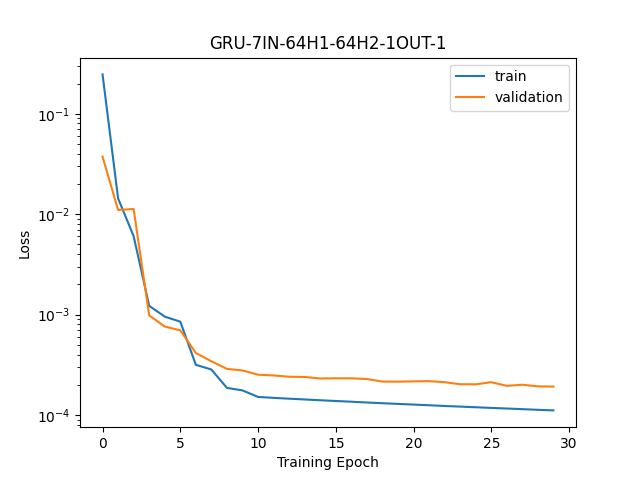 GRU-7IN-64H1-64H2-1OUT-1
train
validation
10⁻¹
10⁻²
10⁻³
10⁻⁴
Loss
0 5 10 15 20 25 30
Training Epoch